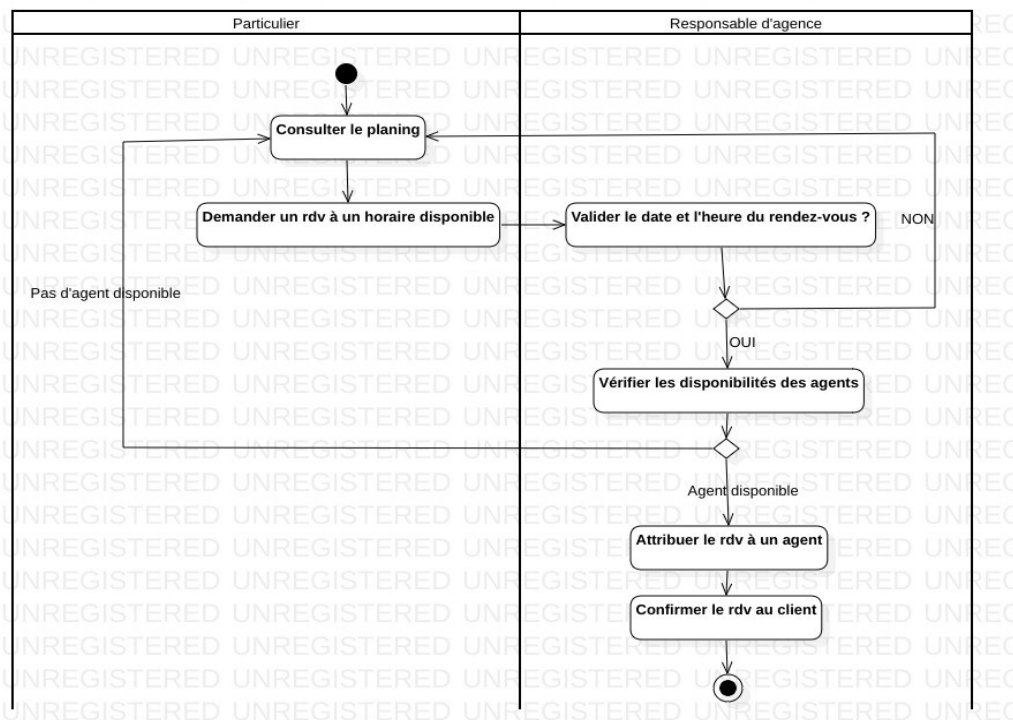 Particulier
Responsable d'agence
Consulter le planing
Demander un rdv à un horaire disponible
Valider le date et l'heure du rendez-vous ?
NON
Pas d'agent disponible
OUI
Vérifier les disponibilités des agents
Agent disponible
Attribuer le rdv à un agent
Confirmer le rdv au client
UNREGISTERED